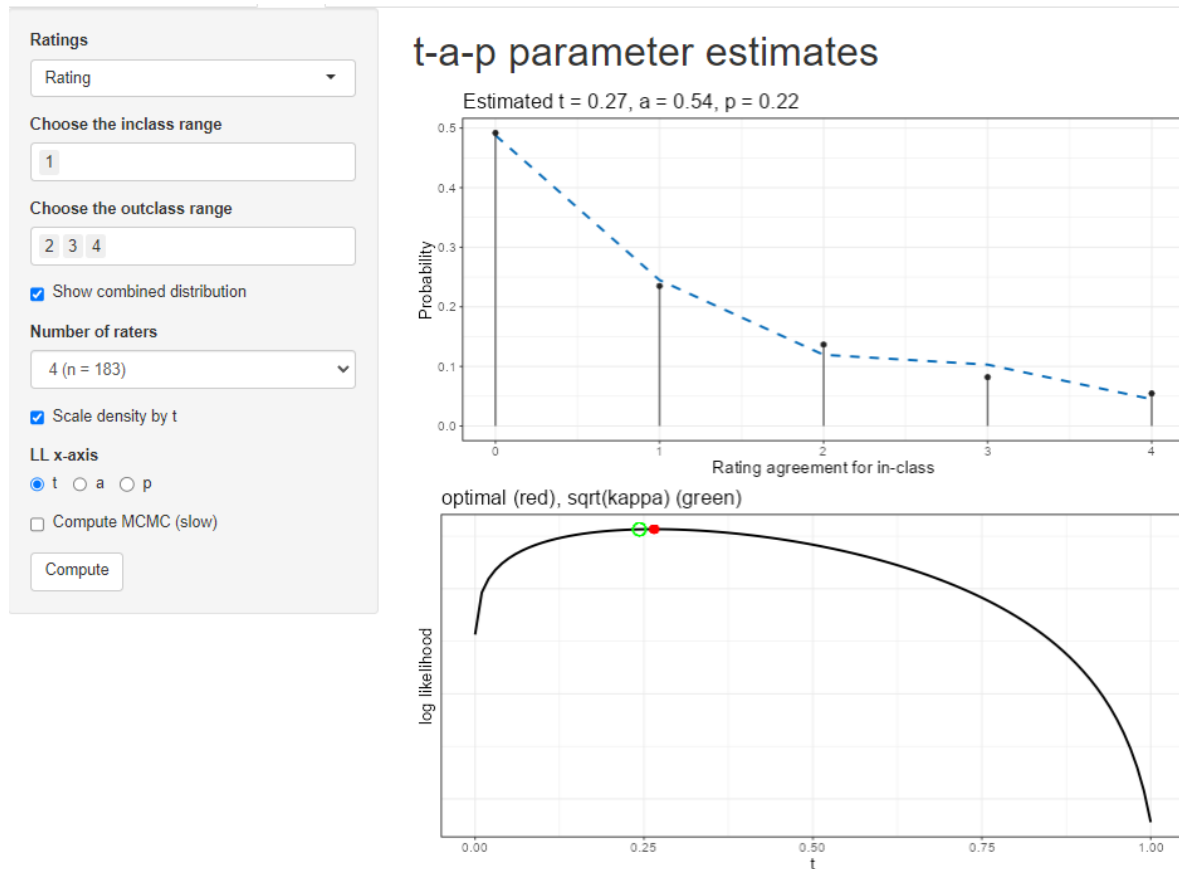 Ratings
Rating
Choose the inclass range
1
Choose the outclass range
2 3 4
Show combined distribution
Number of raters
4 (n = 183)
Scale density by t
LL x-axis
t a p
Compute MCMC (slow)
Compute
t-a-p parameter estimates
Estimated t = 0.27, a = 0.54, p = 0.22
Probability
0.5
0.4
0.3
0.2
0.1
0.0
0 1 2 3 4
Rating agreement for in-class
optimal (red), sqrt(kappa) (green)
log likelihood
0.00 0.25 0.50 0.75 1.00
t